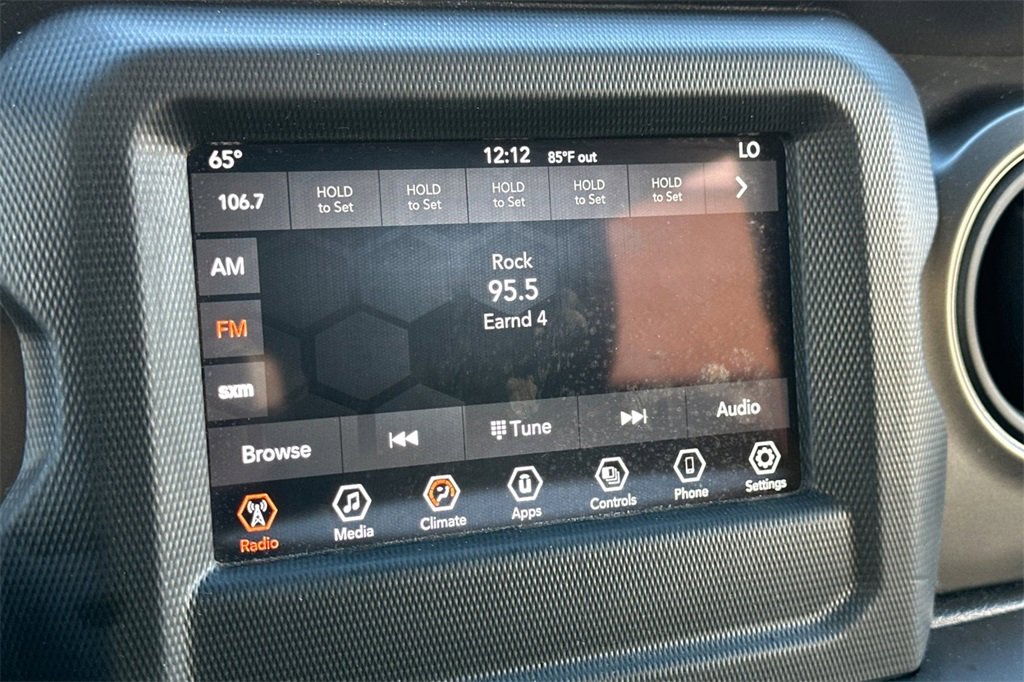 65° 12:12 85°F out LO
106.7 HOLD to Set HOLD to Set HOLD to Set HOLD to Set HOLD to Set
AM
FM
sxm
Rock
95.5
Earnd 4
Browse Tune Audio
Radio Media Climate Apps Controls Phone Settings